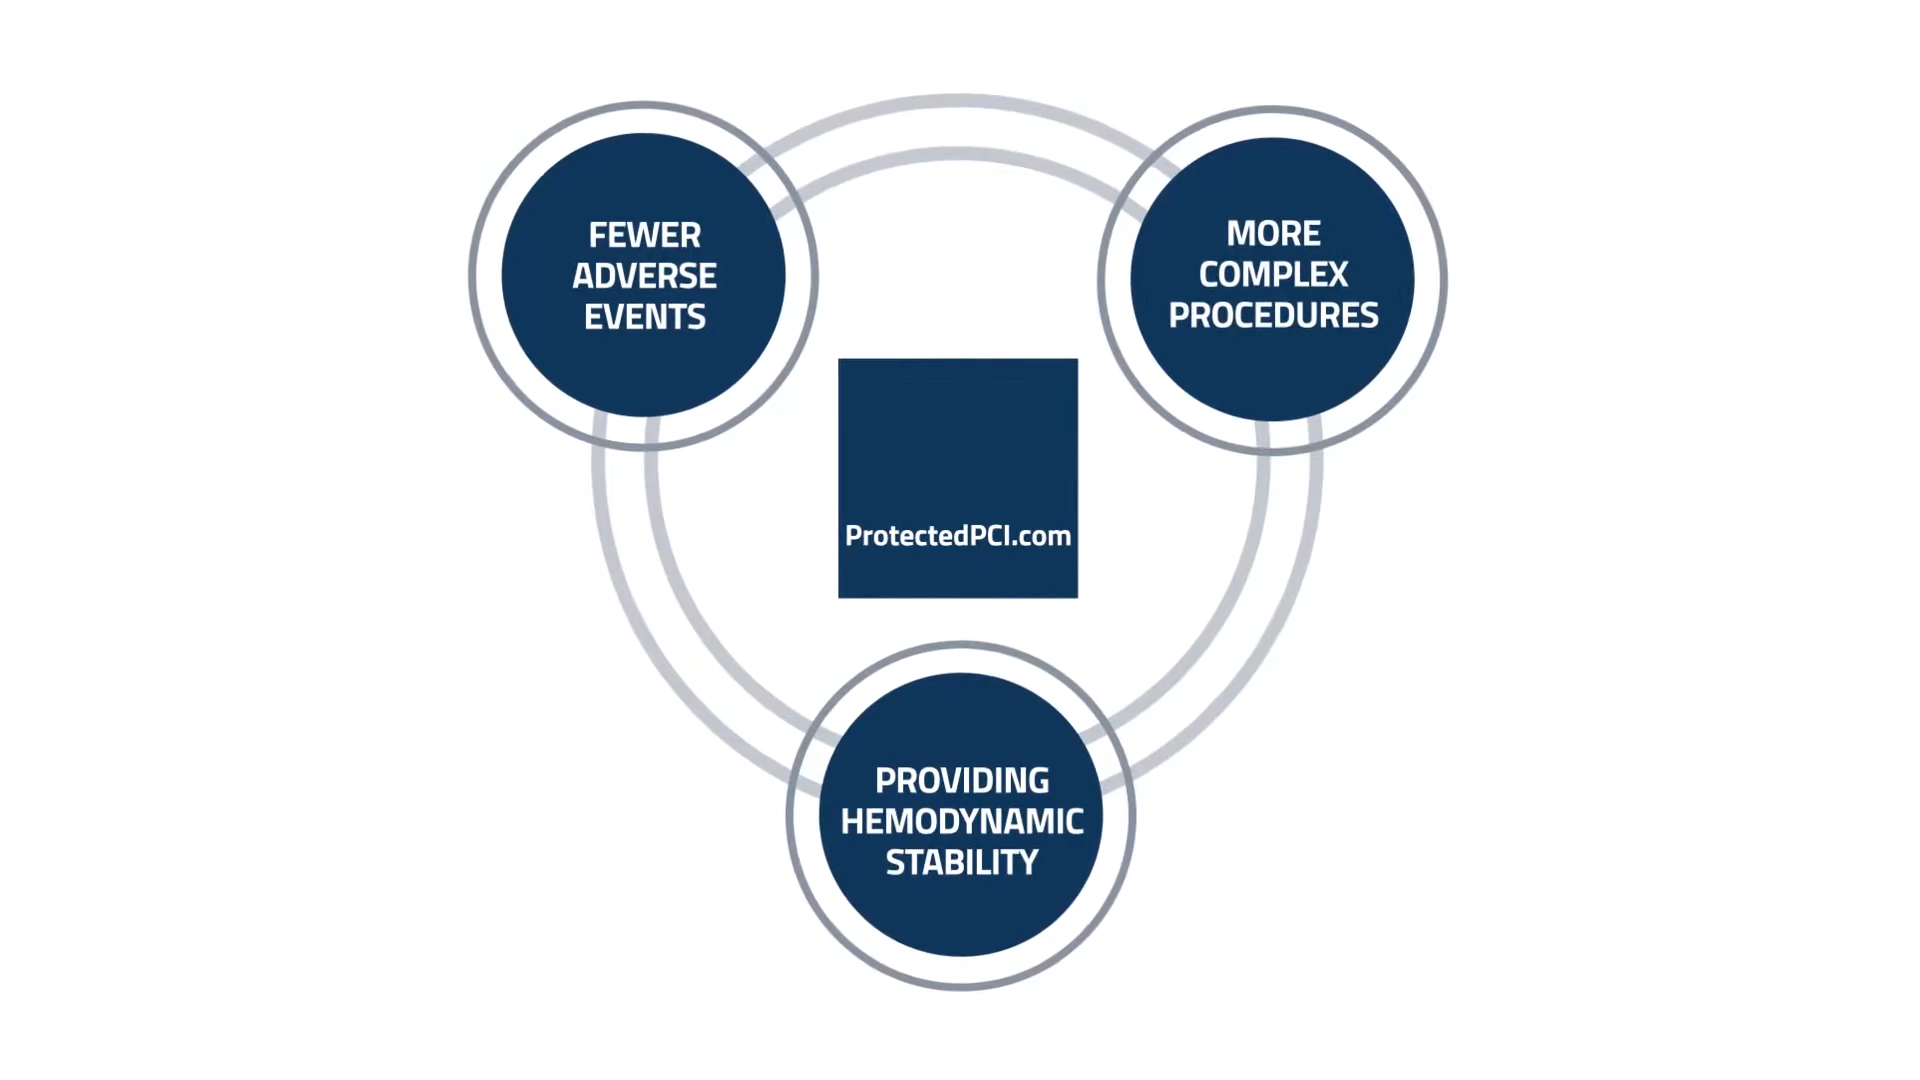 FEWER
ADVERSE
EVENTS
MORE
COMPLEX
PROCEDURES
ProtectedPCI.com
PROVIDING
HEMODYNAMIC
STABILITY